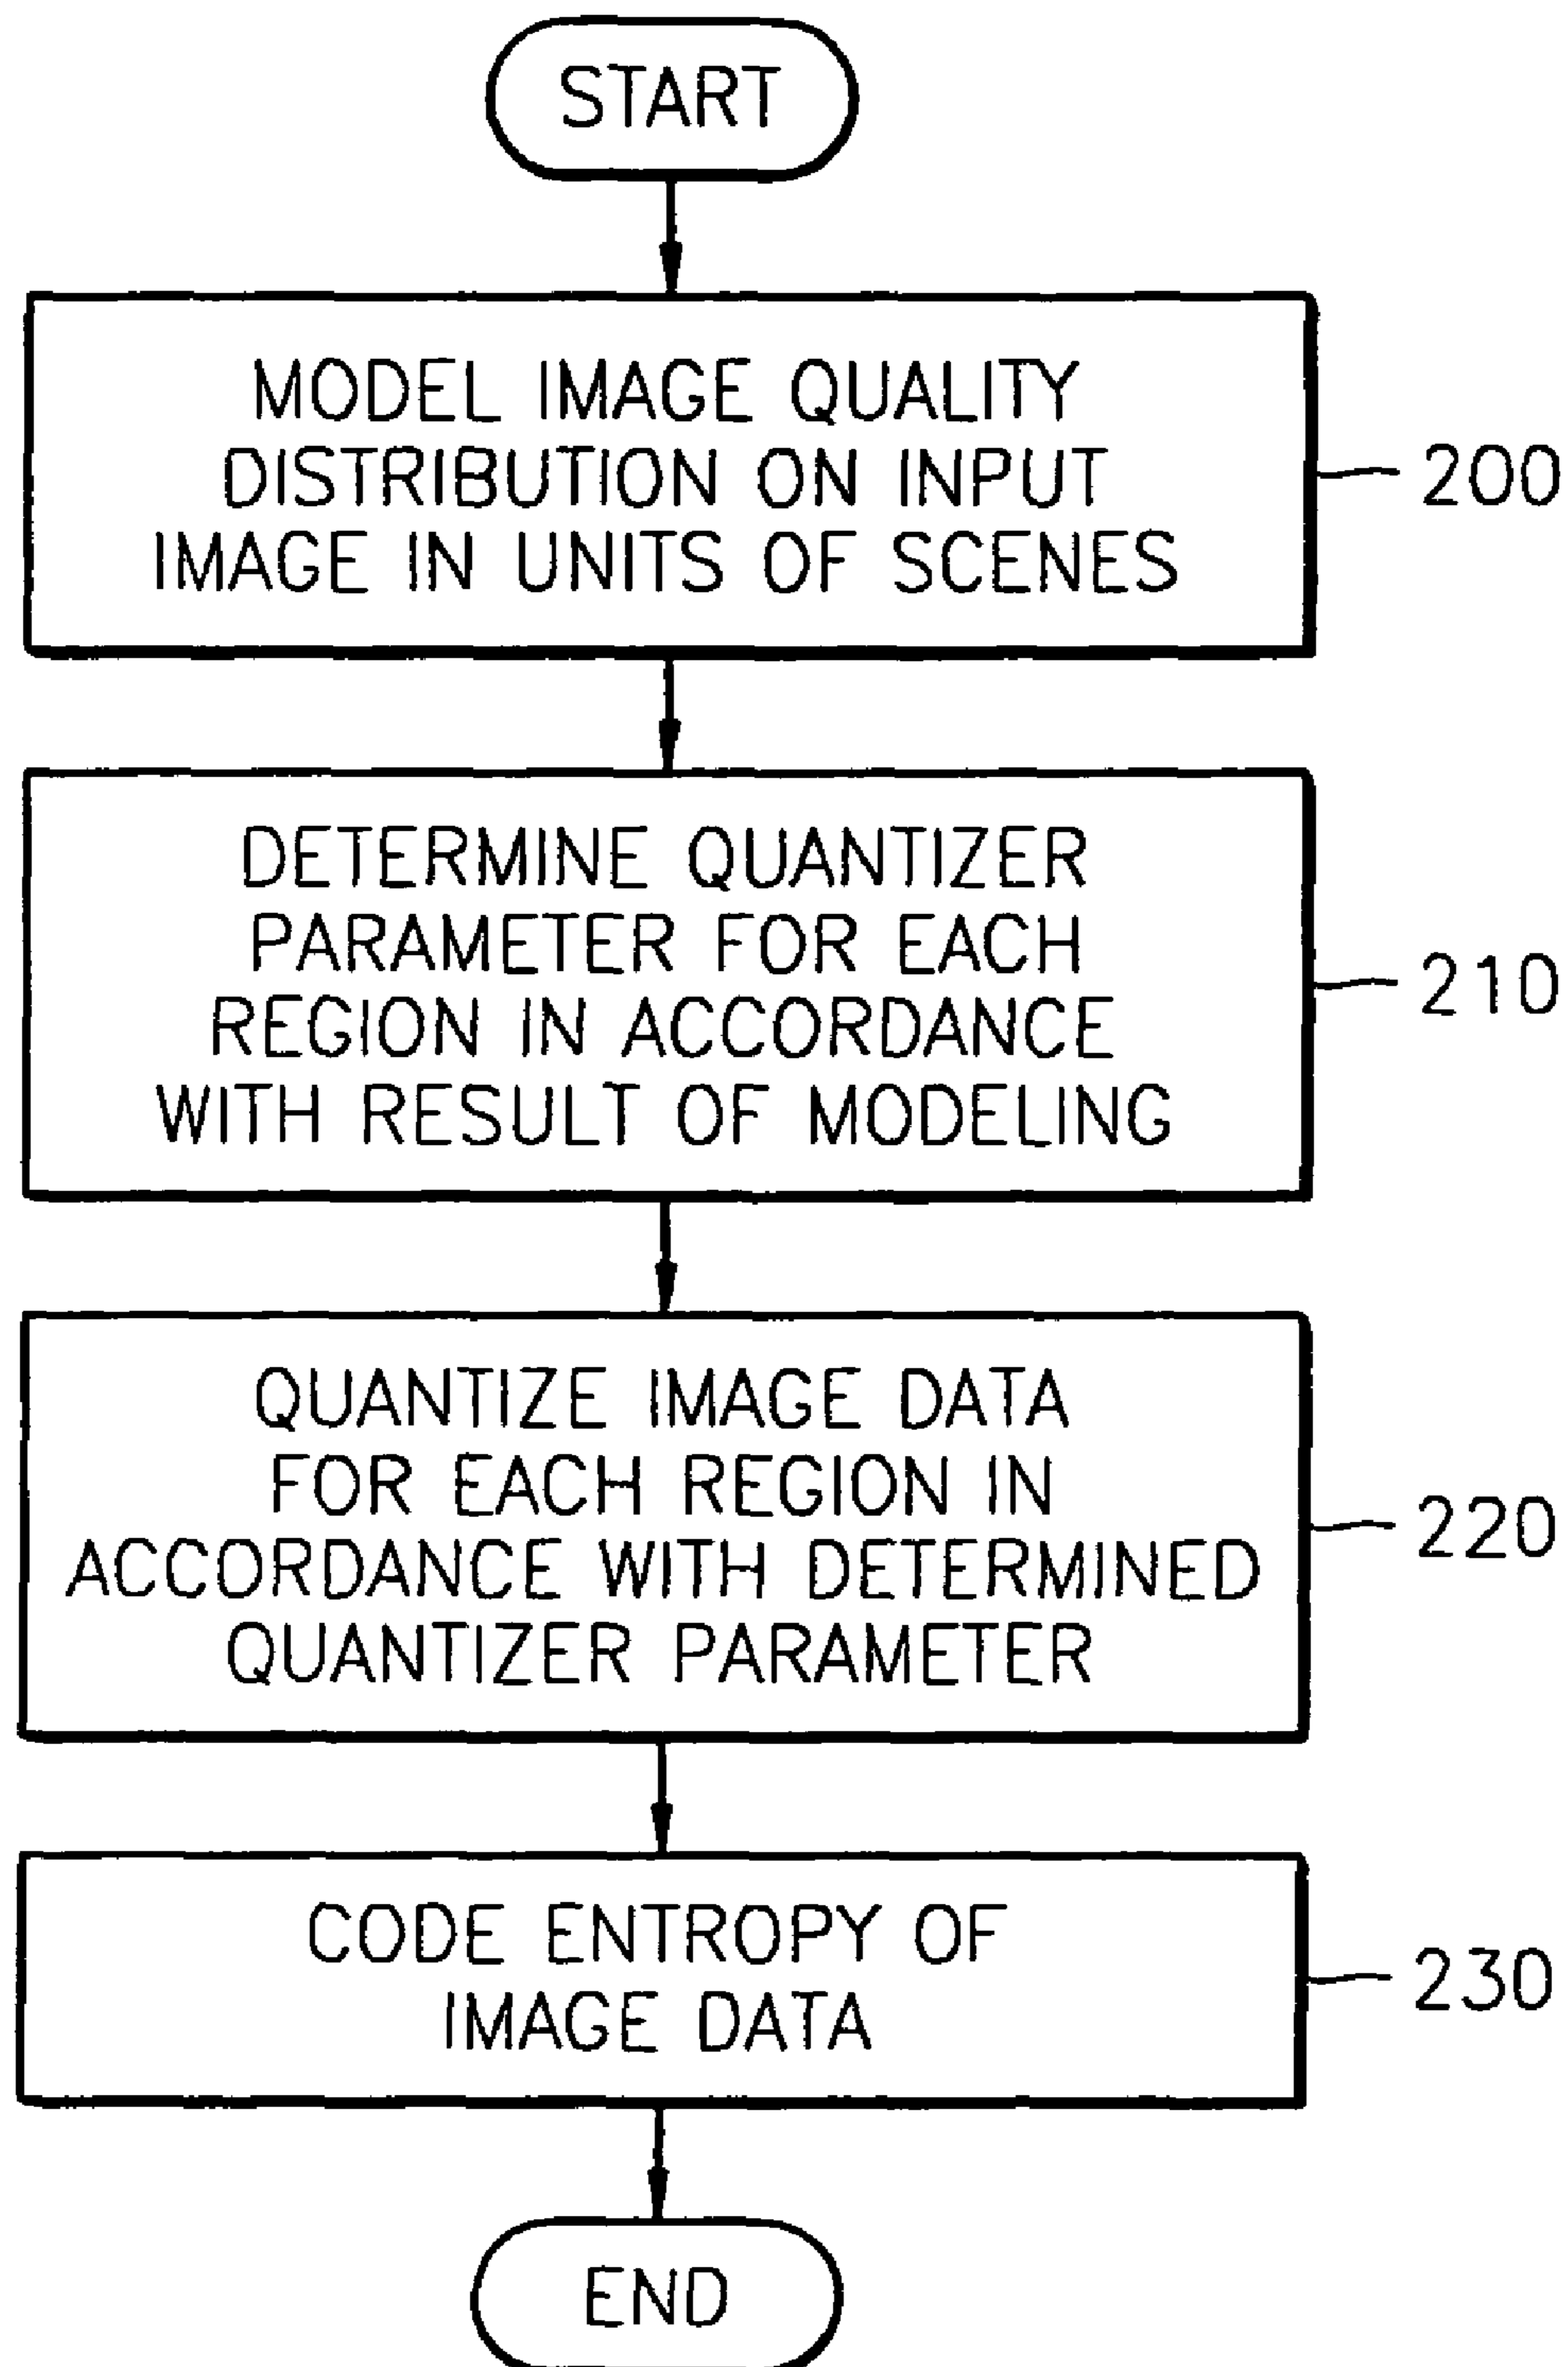 START
MODEL IMAGE QUALITY
DISTRIBUTION ON INPUT
IMAGE IN UNITS OF SCENES
200
DETERMINE QUANTIZER
PARAMETER FOR EACH
REGION IN ACCORDANCE
WITH RESULT OF MODELING
210
QUANTIZE IMAGE DATA
FOR EACH REGION IN
ACCORDANCE WITH DETERMINED
QUANTIZER PARAMETER
220
CODE ENTROPY OF
IMAGE DATA
230
END